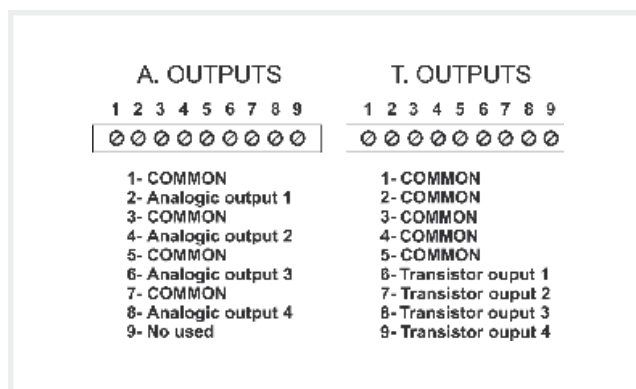 A. OUTPUTS
1 2 3 4 5 6 7 8 9
1- COMMON
2- Analogic output 1
3- COMMON
4- Analogic output 2
5- COMMON
6- Analogic output 3
7- COMMON
8- Analogic output 4
9- No used
T. OUTPUTS
1 2 3 4 5 6 7 8 9
1- COMMON
2- COMMON
3- COMMON
4- COMMON
5- COMMON
6- Transistor ouput 1
7- Transistor ouput 2
8- Transistor ouput 3
9- Transistor ouput 4